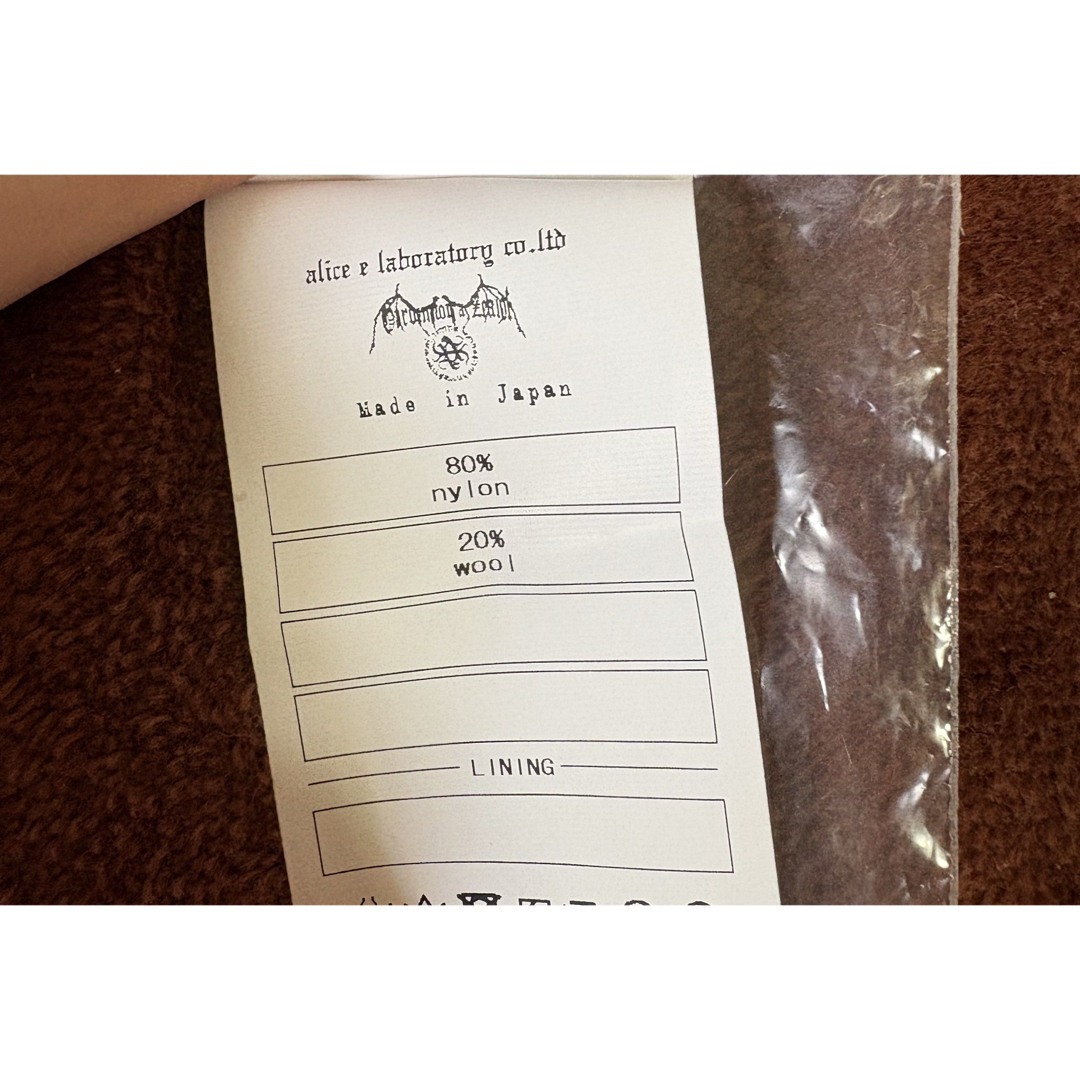 alice e laboratory co.ltd
Made in Japan
80%
nylon
20%
wool
LINING